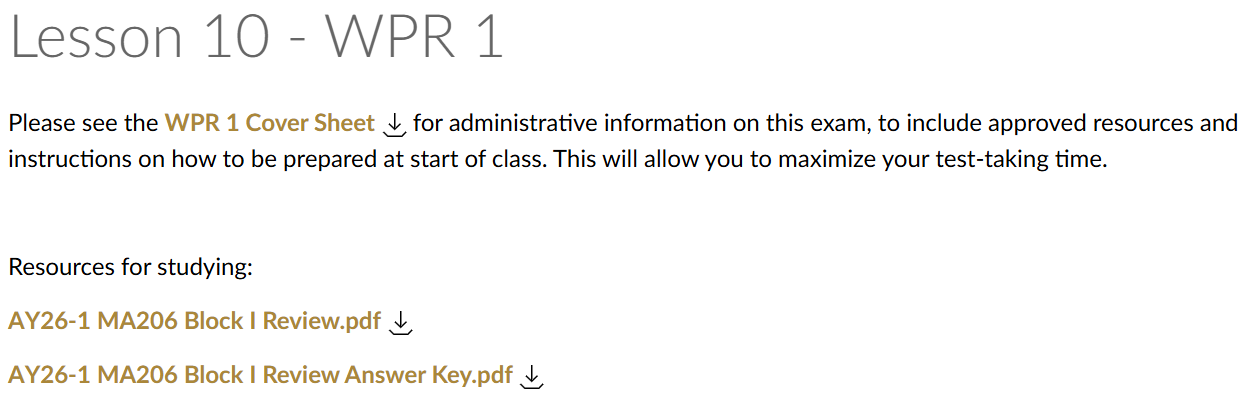 Lesson 10 - WPR 1
Please see the WPR 1 Cover Sheet for administrative information on this exam, to include approved resources and
instructions on how to be prepared at start of class. This will allow you to maximize your test-taking time.
Resources for studying:
AY26-1 MA206 Block I Review.pdf
AY26-1 MA206 Block I Review Answer Key.pdf